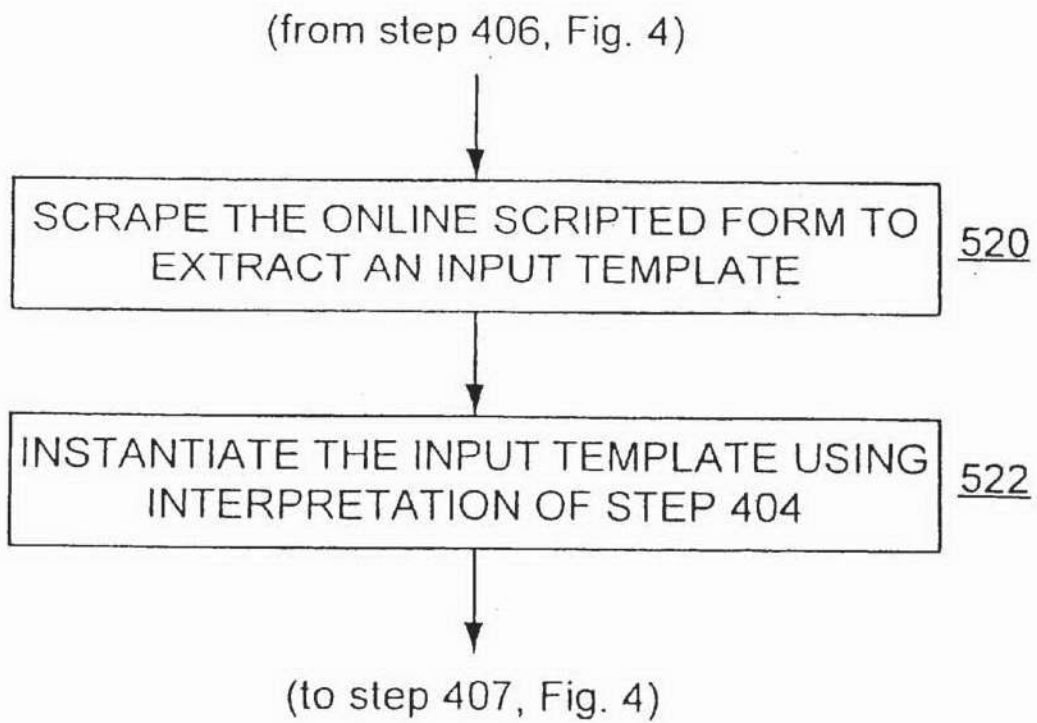 (from step 406, Fig. 4)
SCRAPE THE ONLINE SCRIPTED FORM TO
EXTRACT AN INPUT TEMPLATE
520
INSTANTIATE THE INPUT TEMPLATE USING
INTERPRETATION OF STEP 404
522
(to step 407, Fig. 4)